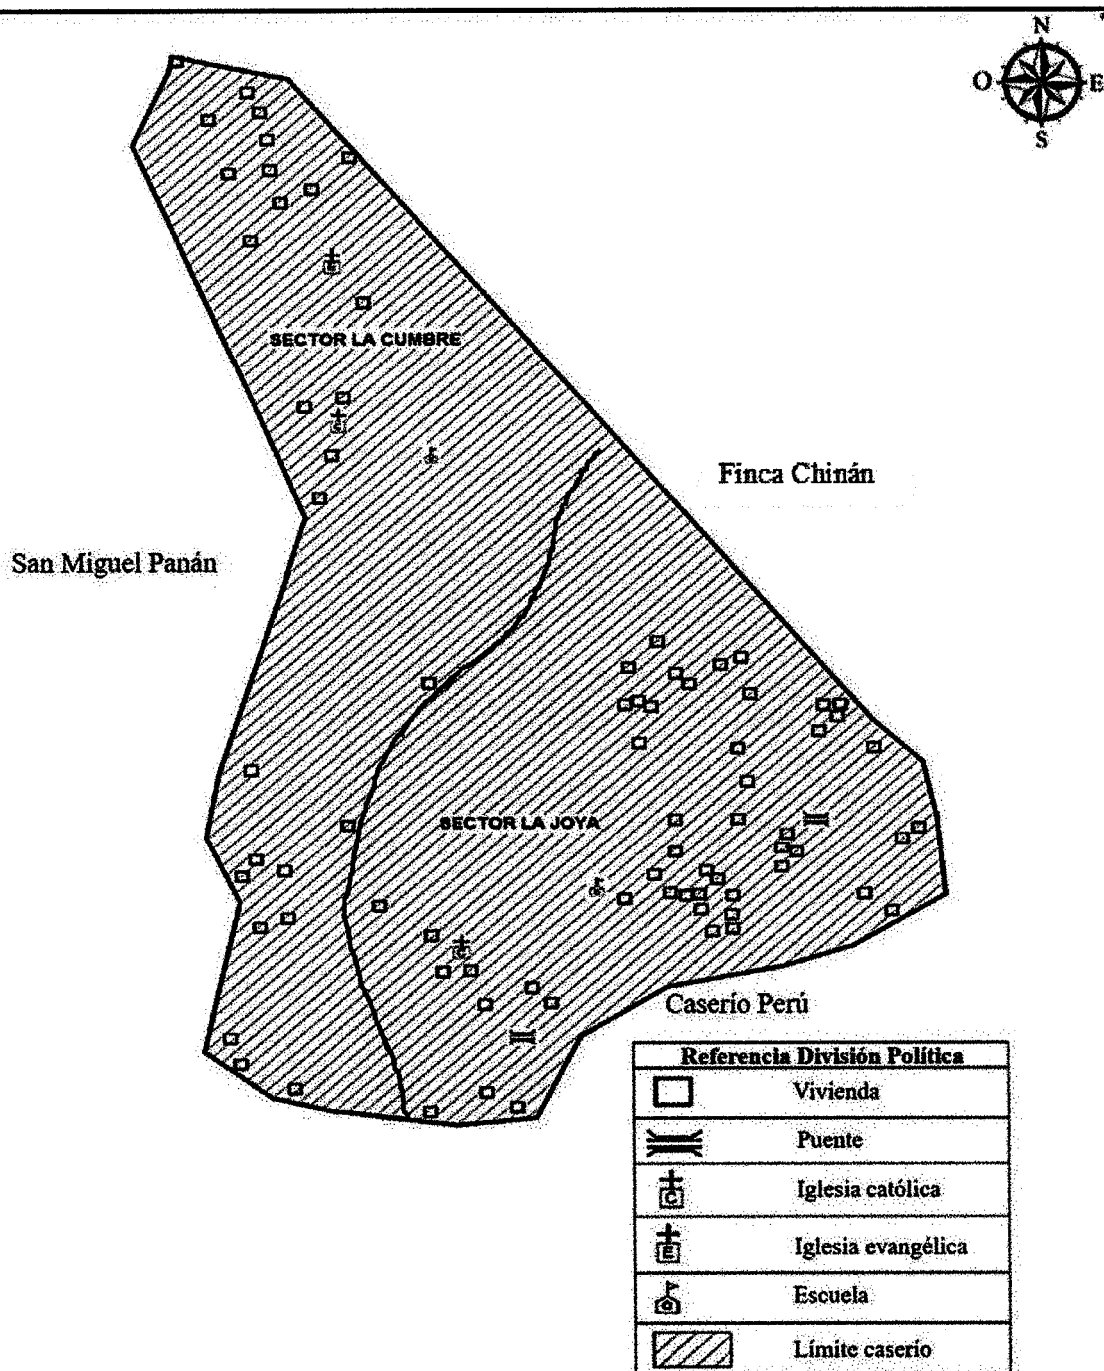 N
O
E
S
SECTOR LA CUMBRE
Finca Chinán
San Miguel Panán
SECTOR LA JOYA
Caserío Perú
Referencia División Política
Vivienda
Puente
C
Iglesia católica
E
Iglesia evangélica
Escuela
Límite caserío